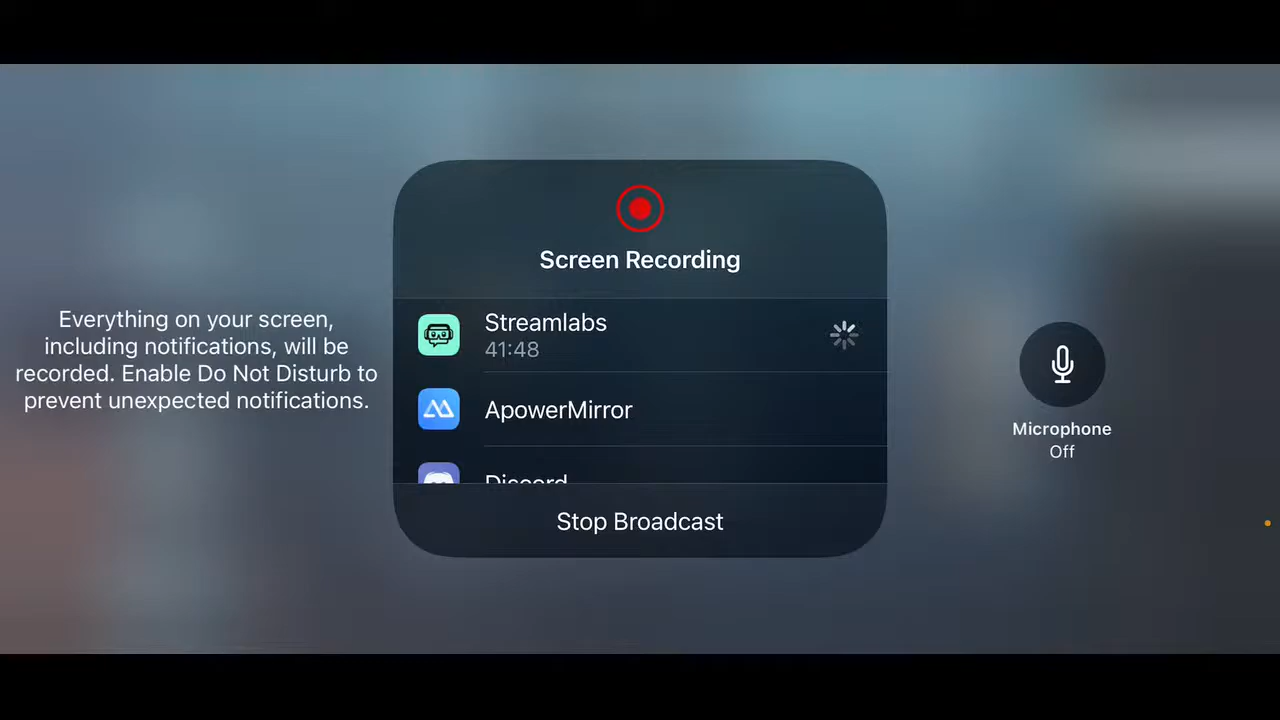 Everything on your screen,
including notifications, will be
recorded. Enable Do Not Disturb to
prevent unexpected notifications.
Screen Recording
Streamlabs
41:48
ApowerMirror
Discord
Stop Broadcast
Microphone
Off